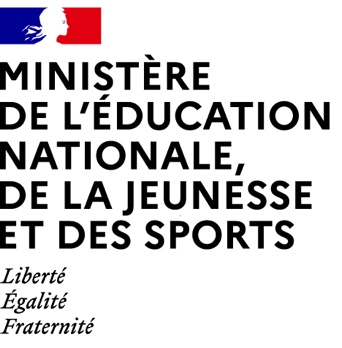 MINISTÈRE
DE L'ÉDUCATION
NATIONALE,
DE LA JEUNESSE
ET DES SPORTS
Liberté
Égalité
Fraternité